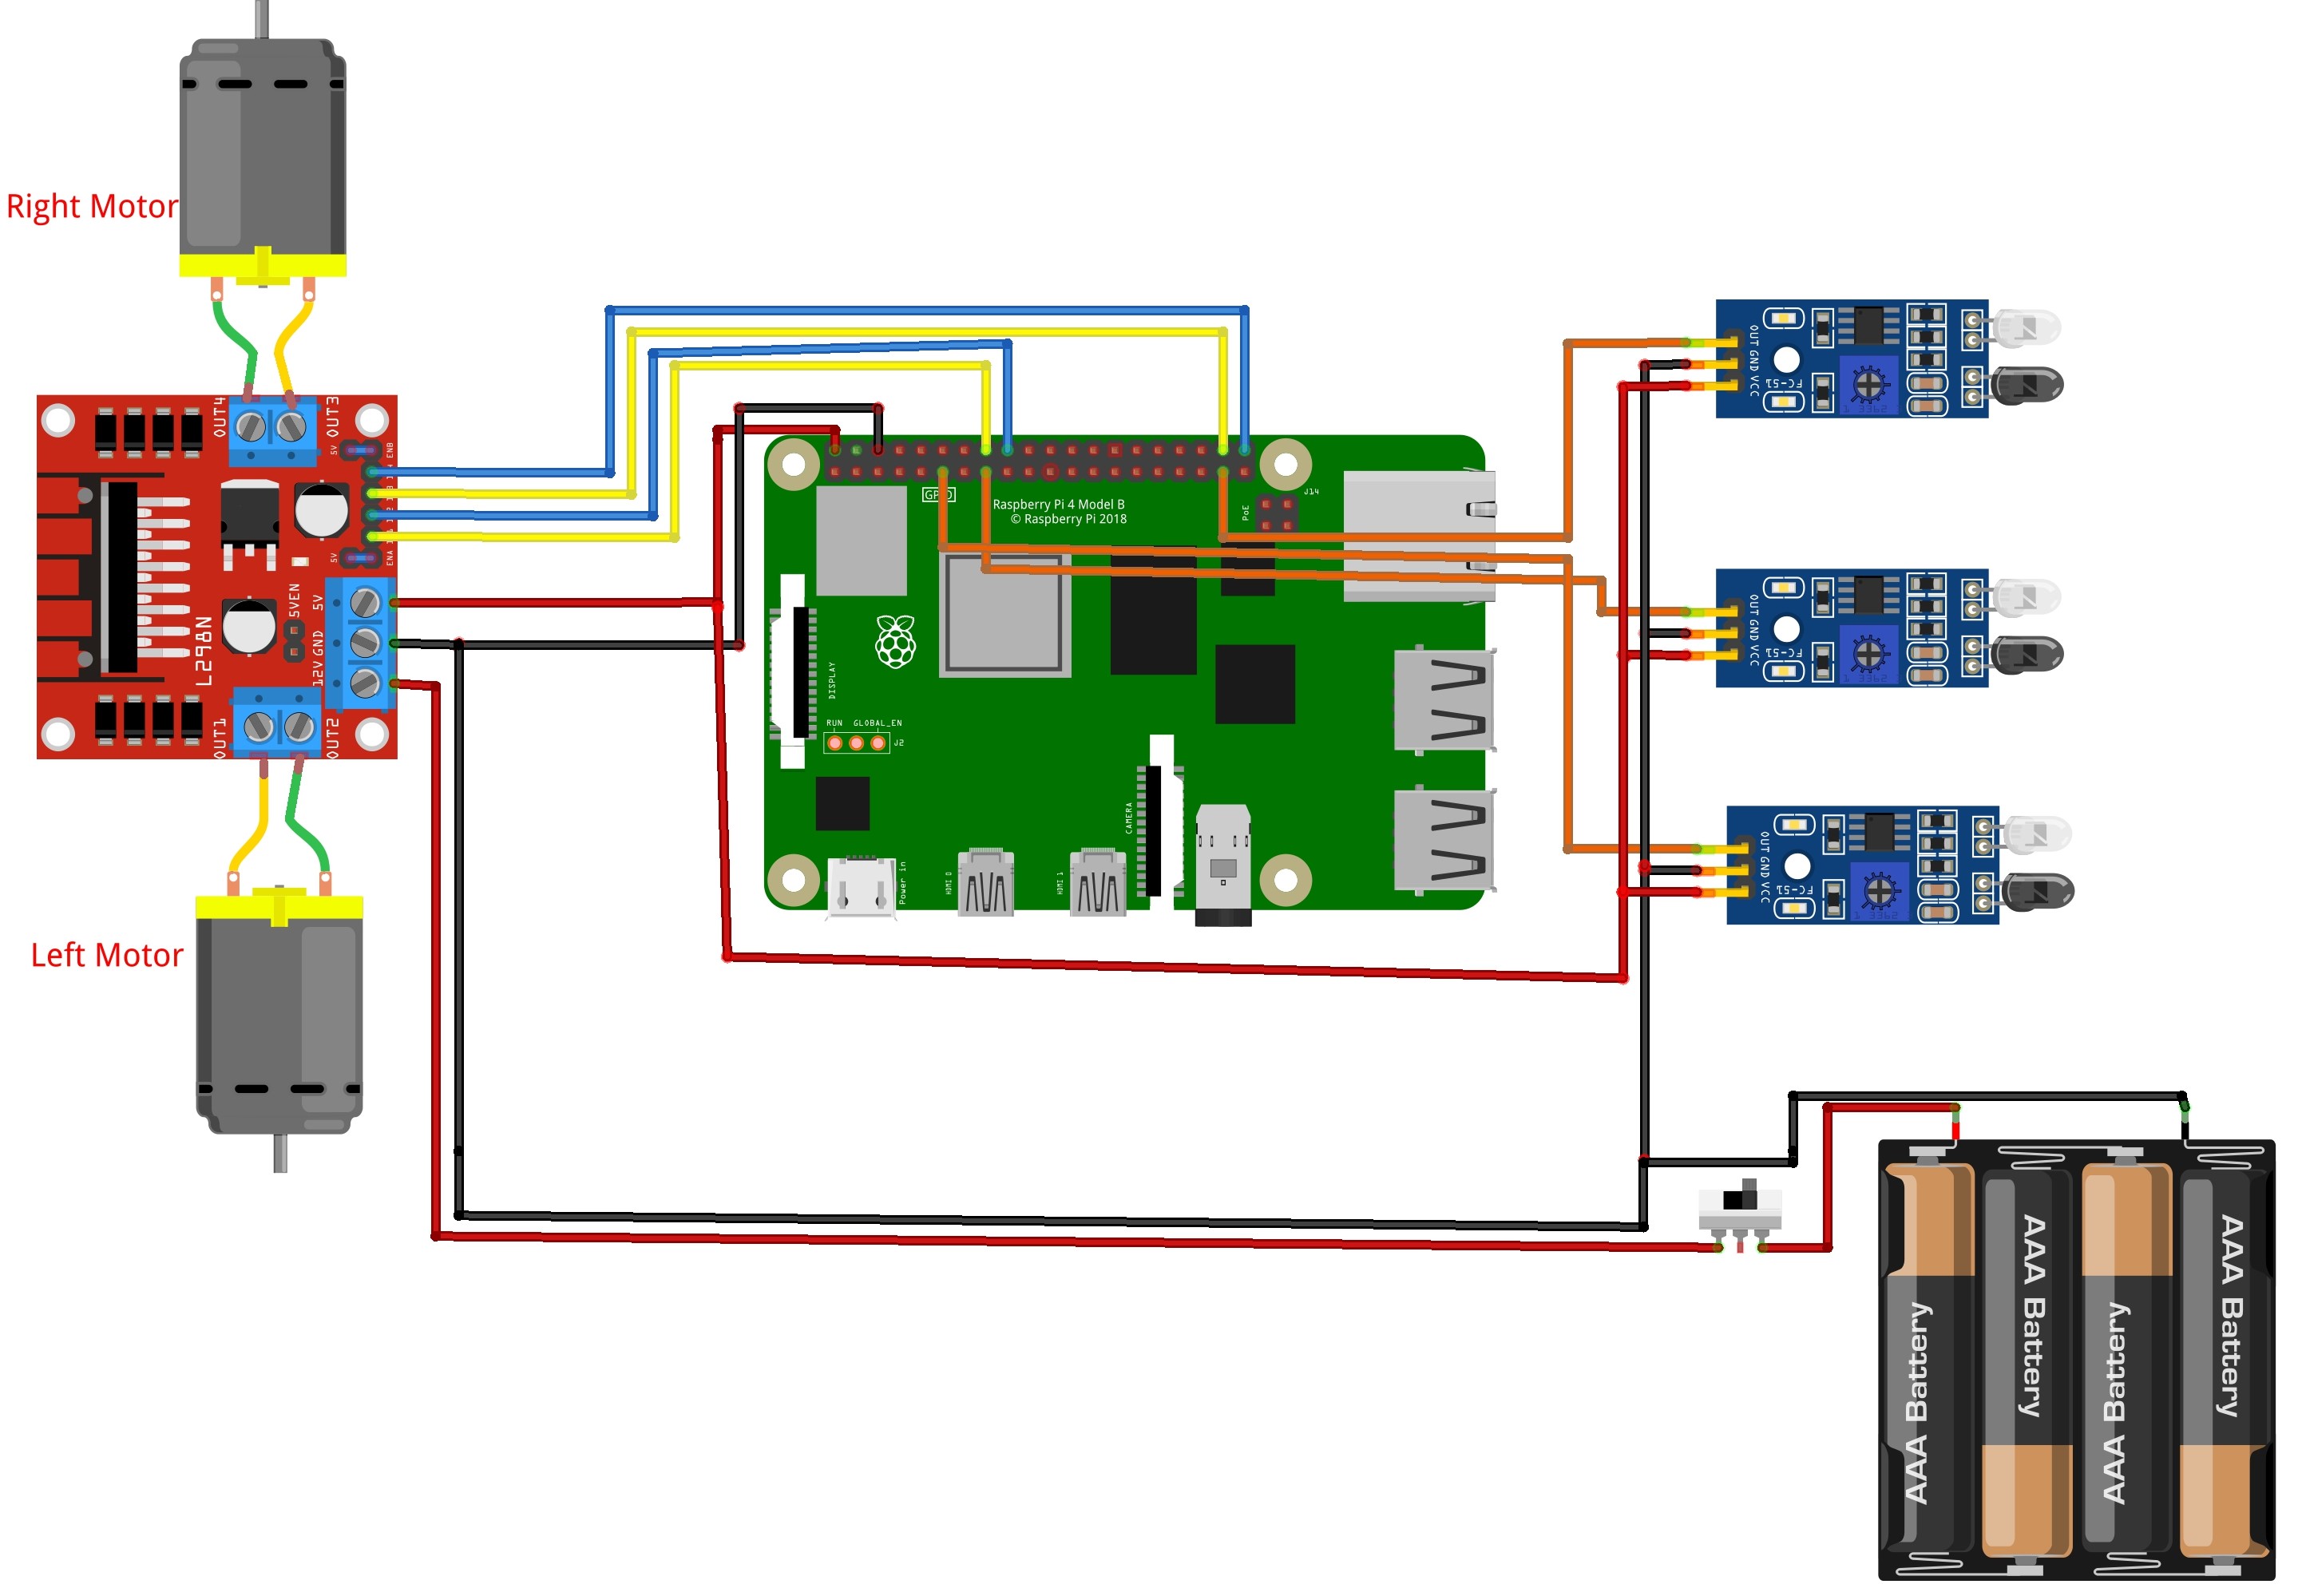 Right Motor
OUT4
OUT3
5V
ENB
ENA
5V
5VEN
5V
GND
12V
L298N
OUT1
OUT2
Left Motor
GPIO
Raspberry Pi 4 Model B
© Raspberry Pi 2018
J14
PoE
DISPLAY
RUN
GLOBAL_EN
J2
CAMERA
Power in
HDMI 0
HDMI 1
OUT
GND
VCC
FC-51
OUT
GND
VCC
FC-51
OUT
GND
VCC
FC-51
AAA Battery
AAA Battery
AAA Battery
AAA Battery